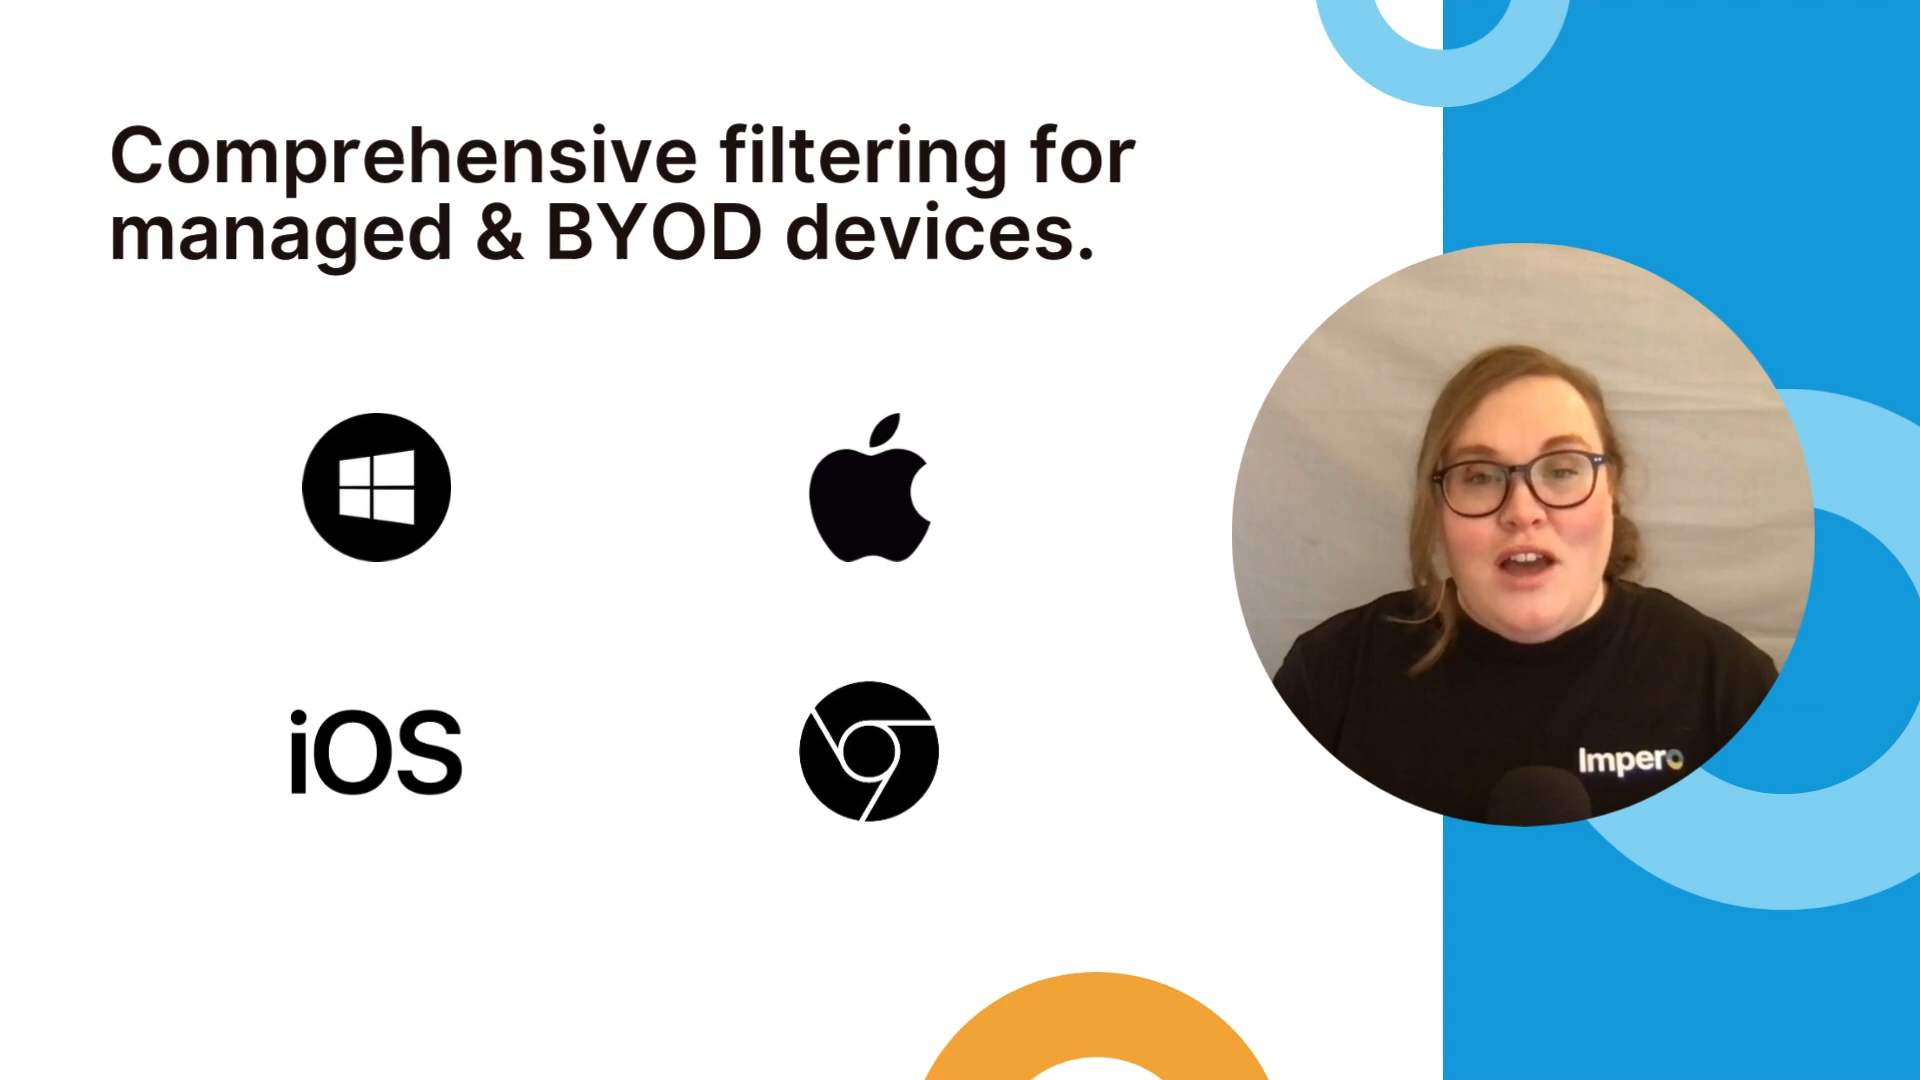 Comprehensive filtering for
managed & BYOD devices.
iOS
Impero